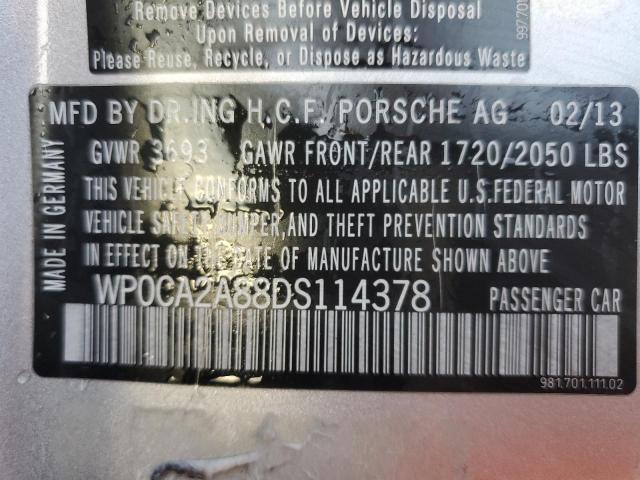 Remove Devices Before Vehicle Disposal
Upon Removal of Devices:
Please Reuse, Recycle, or Dispose as Hazardous Waste
MFD BY DR.ING H.C.F. PORSCHE AG 02/13
GVWR 3693 GAWR FRONT/REAR 1720/2050 LBS
THIS VEHICLE CONFORMS TO ALL APPLICABLE U.S.FEDERAL MOTOR
VEHICLE SAFETY,BUMPER,AND THEFT PREVENTION STANDARDS
IN EFFECT ON THE DATE OF MANUFACTURE SHOWN ABOVE.
WP0CA2A88DS114378 PASSENGER CAR
981.701.111.02
MADE IN GERMANY